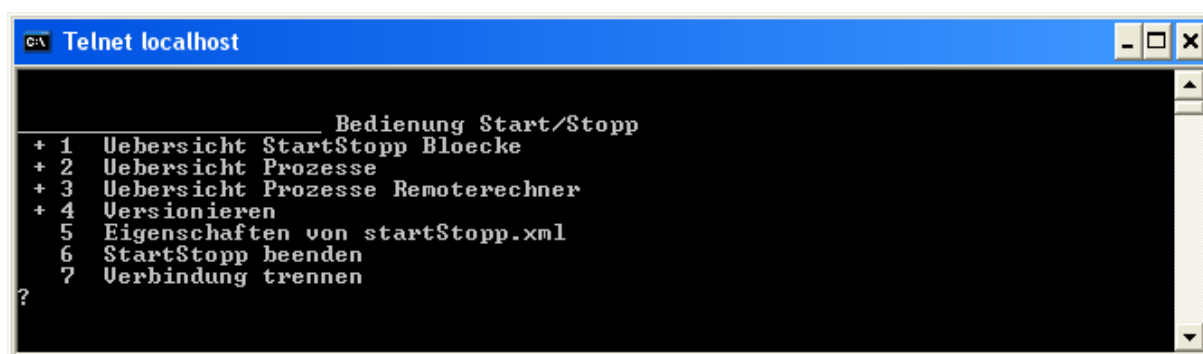 C:\ Telnet localhost
______________________ Bedienung Start/Stopp
+ 1 Uebersicht StartStopp Bloecke
+ 2 Uebersicht Prozesse
+ 3 Uebersicht Prozesse Remoterechner
+ 4 Versionieren
5 Eigenschaften von startStopp.xml
6 StartStopp beenden
7 Verbindung trennen
?